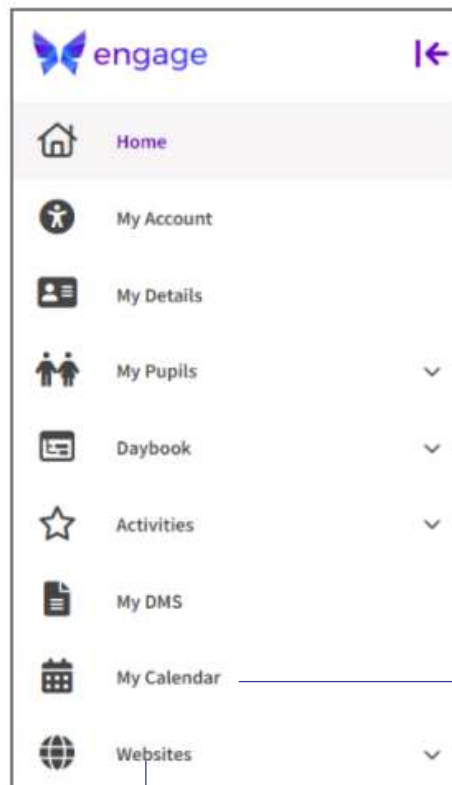 engage
Home
My Account
My Details
My Pupils
Daybook
Activities
My DMS
My Calendar
Websites